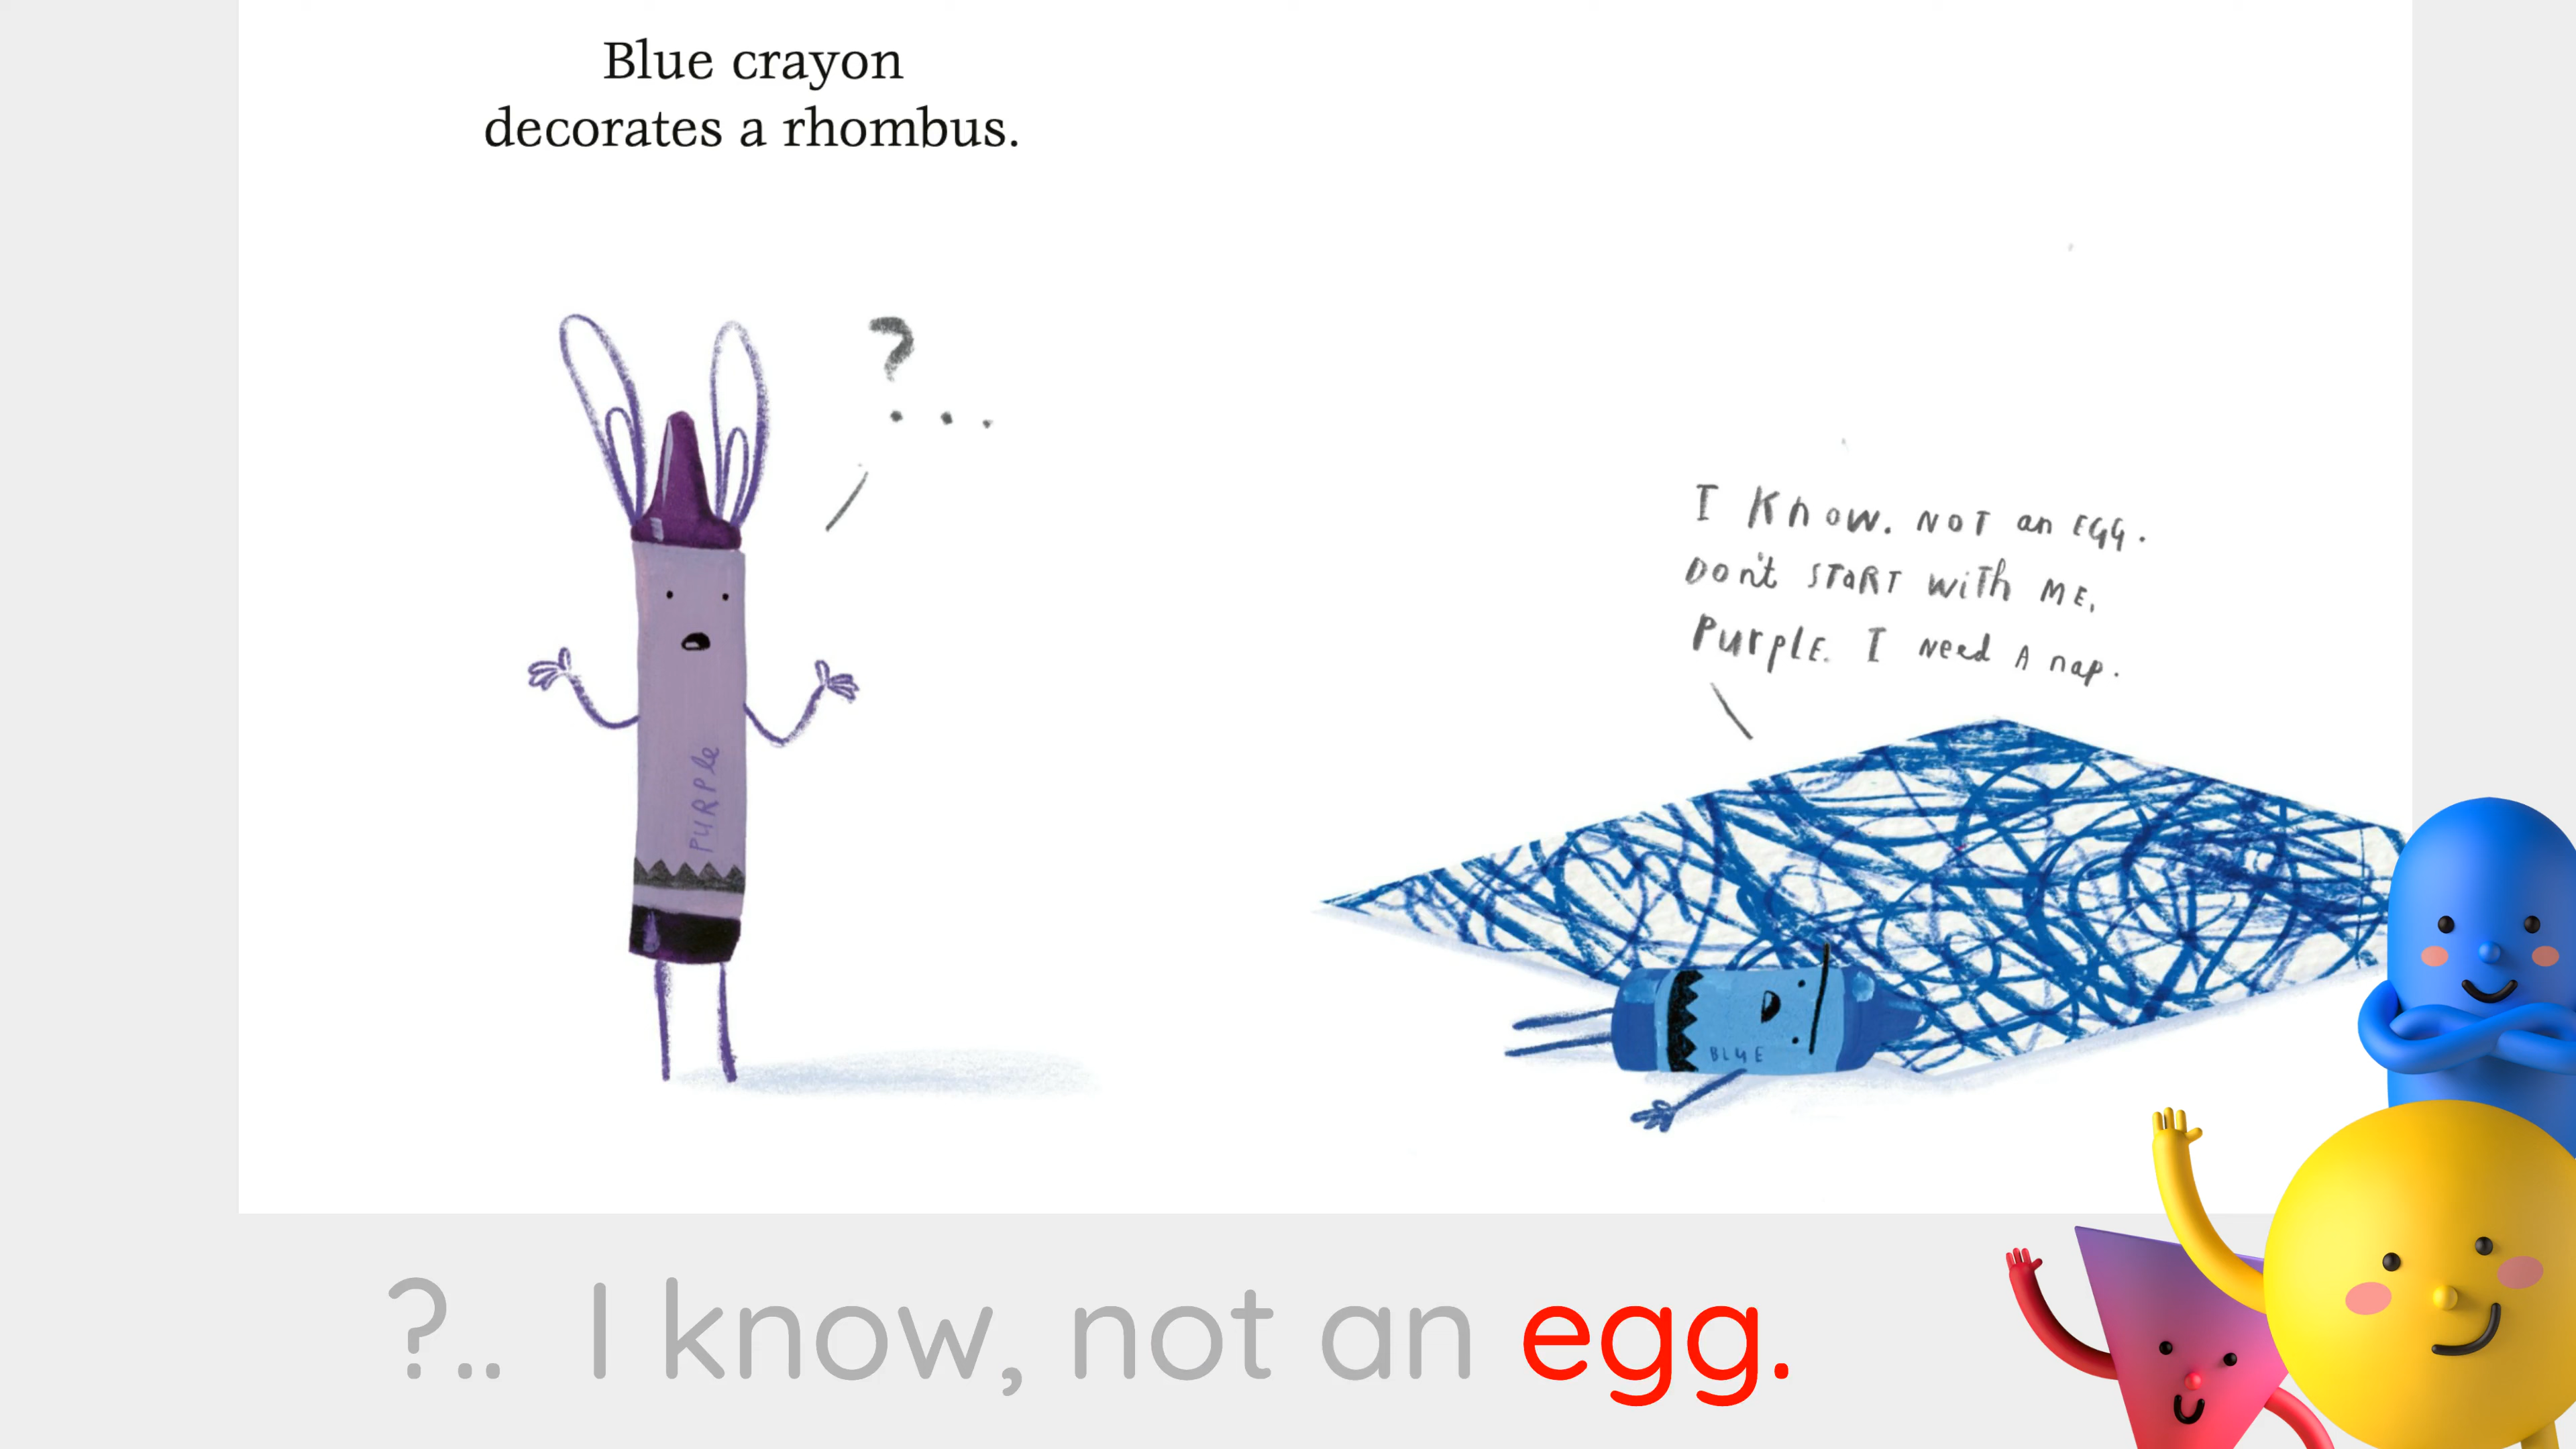 Blue crayon
decorates a rhombus.
?...
PURPle
I Know. NOT an EGG.
Don't START with ME,
Purple. I Need A nap.
BLUE
?.. I know, not an egg.